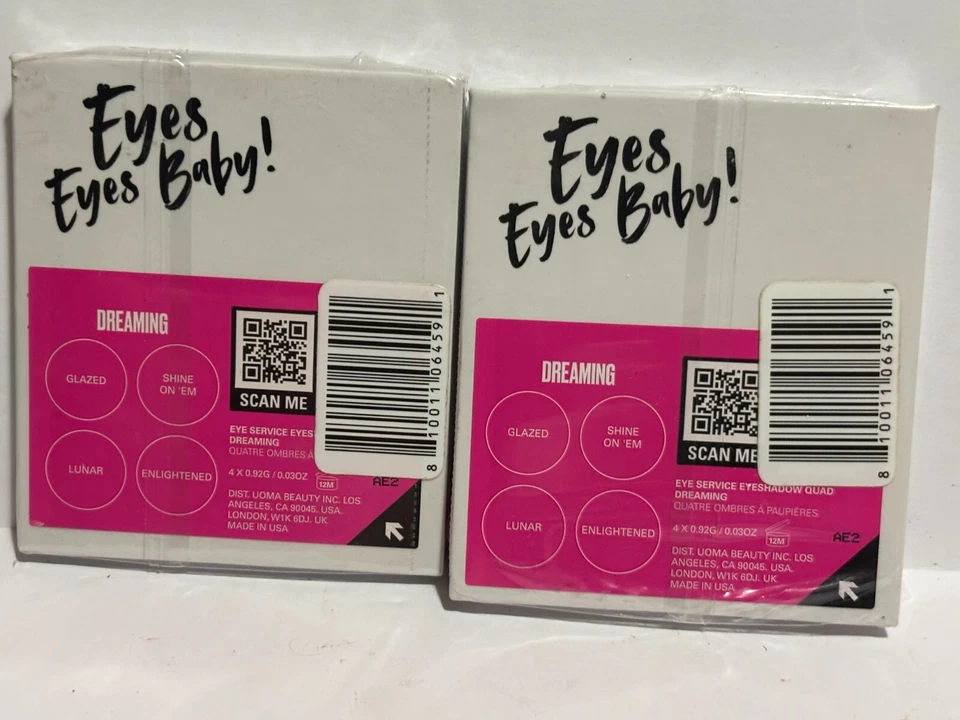 Eyes
Eyes Baby!
DREAMING
GLAZED
SHINE
ON 'EM
LUNAR
ENLIGHTENED
SCAN ME
EYE SERVICE EYES
DREAMING
QUATRE OMBRES À
4 X 0.92G / 0.03OZ
12M
AE2
DIST. UOMA BEAUTY INC. LOS
ANGELES, CA 90045. USA.
LONDON, W1K 6DJ. UK
MADE IN USA
8 10011 06459 1
Eyes
Eyes Baby!
DREAMING
GLAZED
SHINE
ON 'EM
LUNAR
ENLIGHTENED
SCAN ME
EYE SERVICE EYESHADOW QUAD
DREAMING
QUATRE OMBRES À PAUPIÈRES
4 X 0.92G / 0.03OZ
12M
AE2
DIST. UOMA BEAUTY INC. LOS
ANGELES, CA 90045. USA.
LONDON, W1K 6DJ. UK
MADE IN USA
8 10011 06459 1